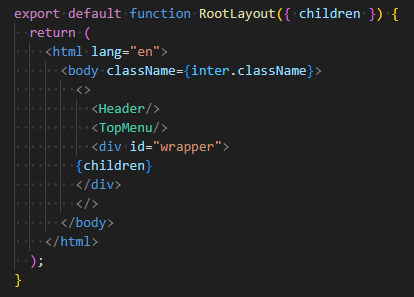 export default function RootLayout({ children }) {
  return (
    <html lang="en">
      <body className={inter.className}>
        <>
          <Header/>
          <TopMenu/>
          <div id="wrapper">
        {children}
        </div>
        </>
      </body>
    </html>
  );
}